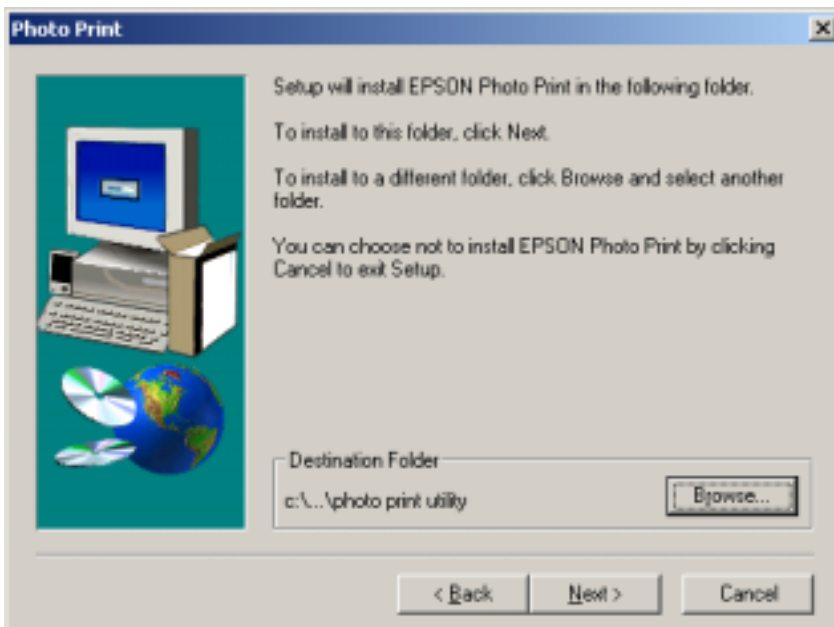 Photo Print
Setup will install EPSON Photo Print in the following folder.
To install to this folder, click Next.
To install to a different folder, click Browse and select another
folder.
You can choose not to install EPSON Photo Print by clicking
Cancel to exit Setup.
Destination Folder
c:\...\photo print utility
Browse...
< Back
Next >
Cancel